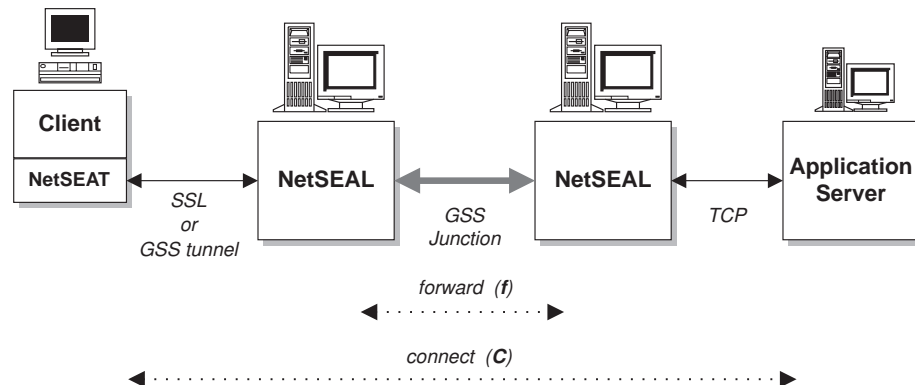 Client
NetSEAT
SSL
or
GSS tunnel
NetSEAL
GSS
Junction
NetSEAL
TCP
Application
Server
forward (f)
connect (C)